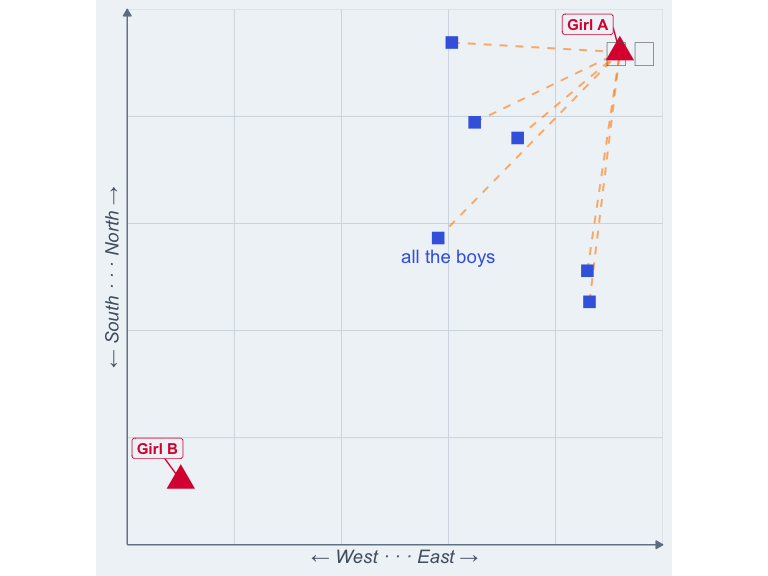 Girl A
all the boys
Girl B
← South · · · North →
← West · · · East →